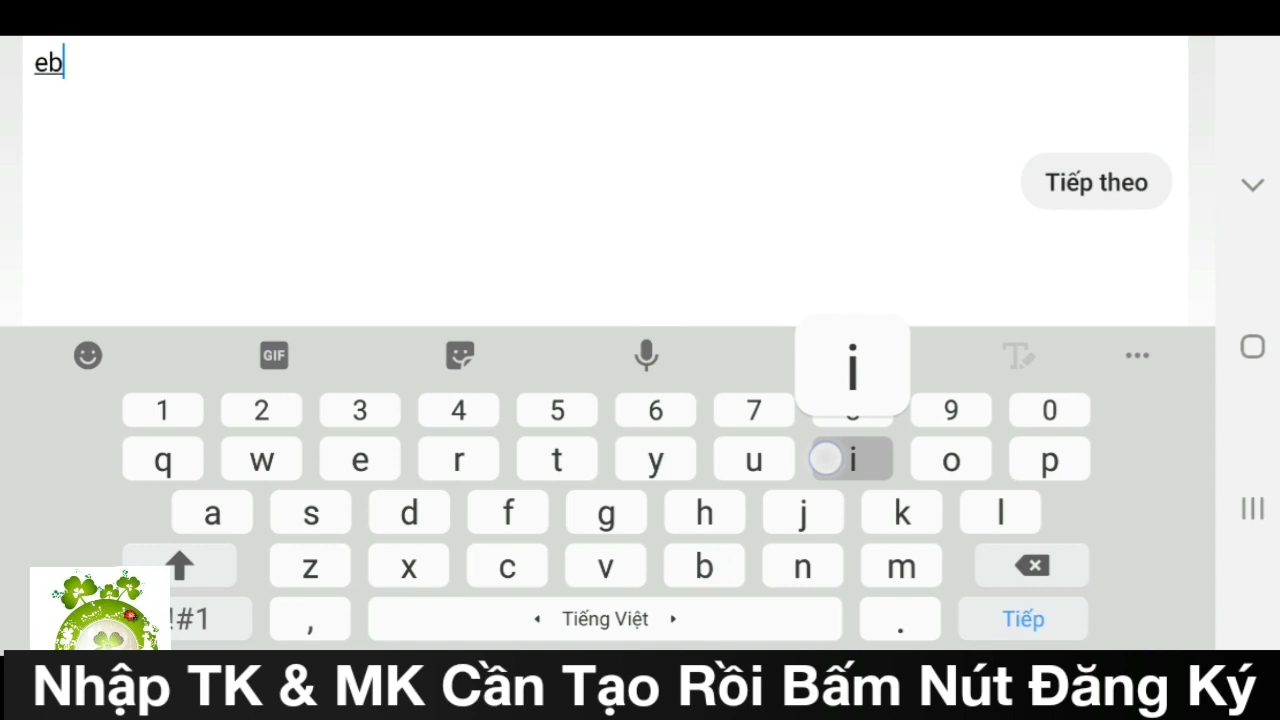 eb
Tiếp theo
GIF
i
1 2 3 4 5 6 7 9 0
q w e r t y u i o p
a s d f g h j k l
z x c v b n m
!#1 , Tiếng Việt . Tiếp
Nhập TK & MK Cần Tạo Rồi Bấm Nút Đăng Ký